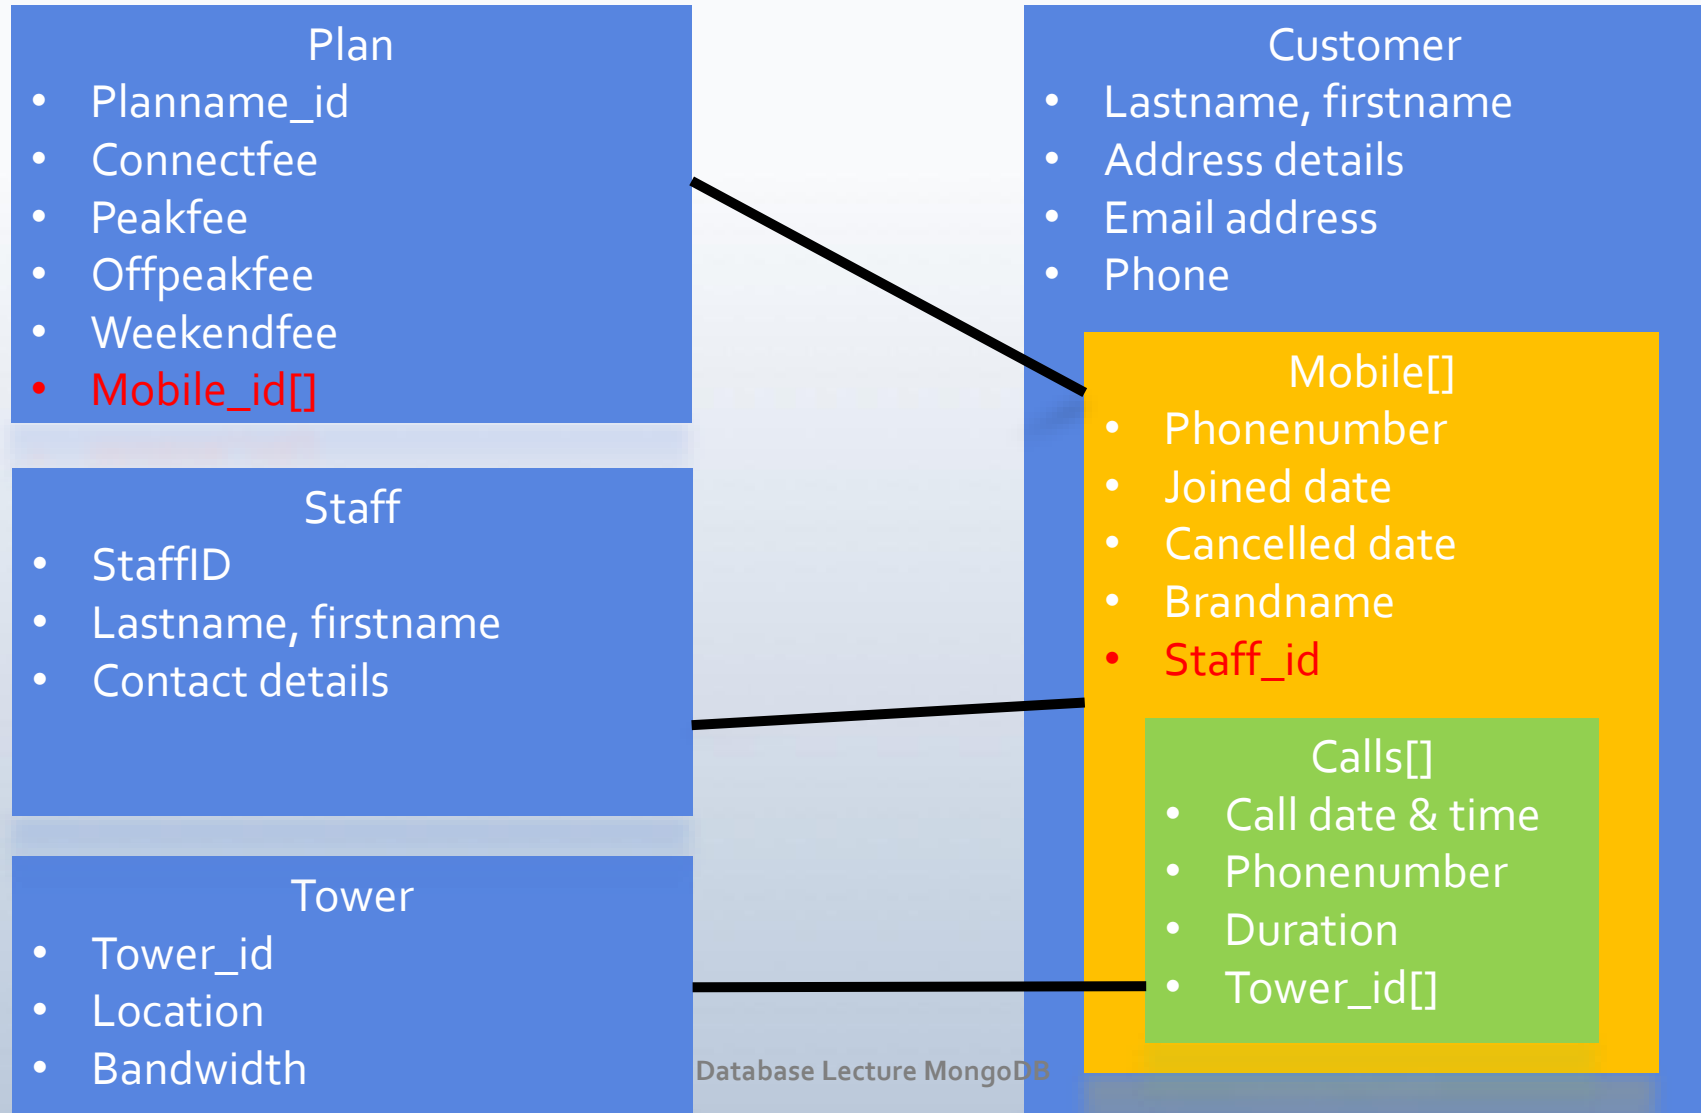 Plan
• Planname_id
• Connectfee
• Peakfee
• Offpeakfee
• Weekendfee
• Mobile_id[]
Staff
• StaffID
• Lastname, firstname
• Contact details
Tower
• Tower_id
• Location
• Bandwidth
Customer
• Lastname, firstname
• Address details
• Email address
• Phone
Mobile[]
• Phonenumber
• Joined date
• Cancelled date
• Brandname
• Staff_id
Calls[]
• Call date & time
• Phonenumber
• Duration
• Tower_id[]
Database Lecture MongoDB